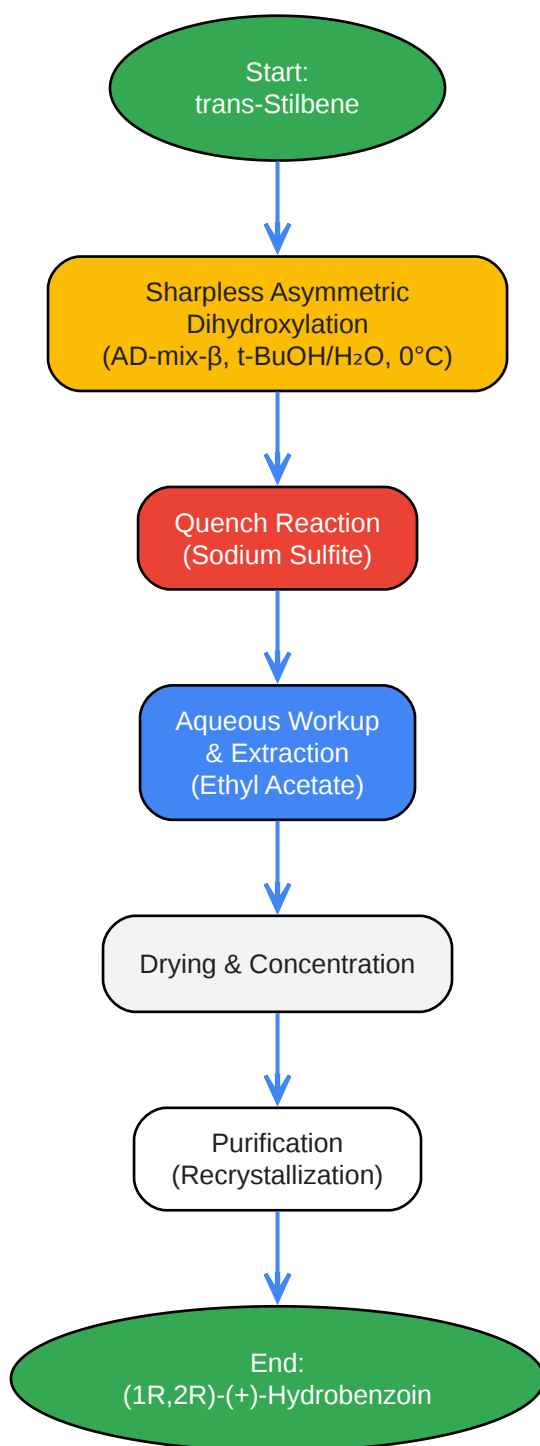 Start:
trans-Stilbene
Sharpless Asymmetric
Dihydroxylation
(AD-mix-β, t-BuOH/H₂O, 0°C)
Quench Reaction
(Sodium Sulfite)
Aqueous Workup
& Extraction
(Ethyl Acetate)
Drying & Concentration
Purification
(Recrystallization)
End:
(1R,2R)-(+)-Hydrobenzoin